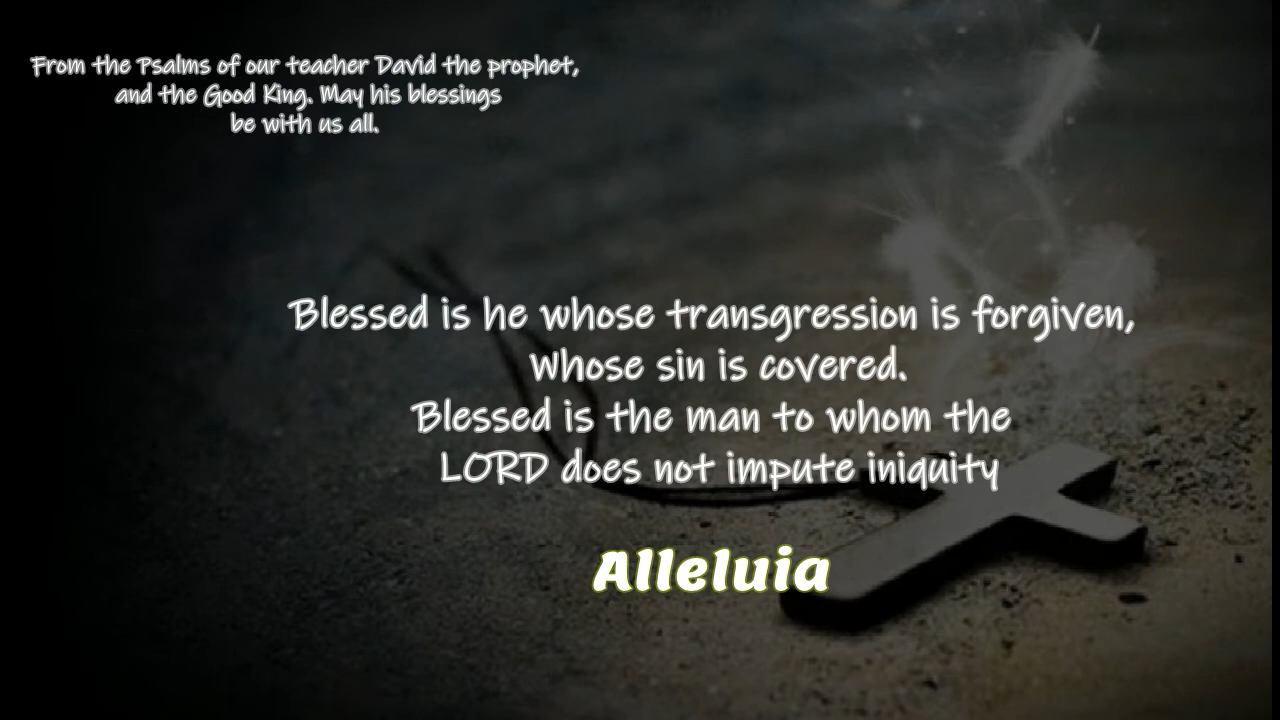 From the Psalms of our teacher David the prophet,
and the Good King. May his blessings
be with us all.
Blessed is he whose transgression is forgiven,
Whose sin is covered.
Blessed is the man to whom the
LORD does not impute iniquity
Alleluia